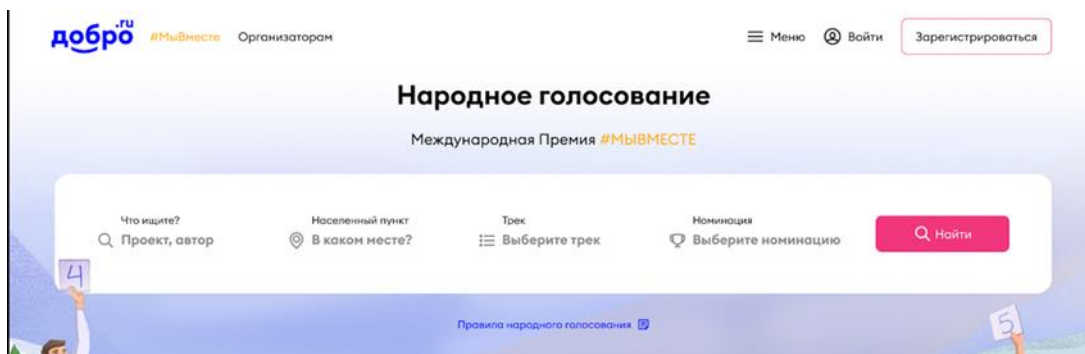 добро.ru #МыВместе Организаторам Меню Войти Зарегистрироваться
Народное голосование
Международная Премия #МЫВМЕСТЕ
Что ищите? Населенный пункт Трек Номинация
Проект, автор В каком месте? Выберите трек Выберите номинацию Найти
4
Правила народного голосования
5